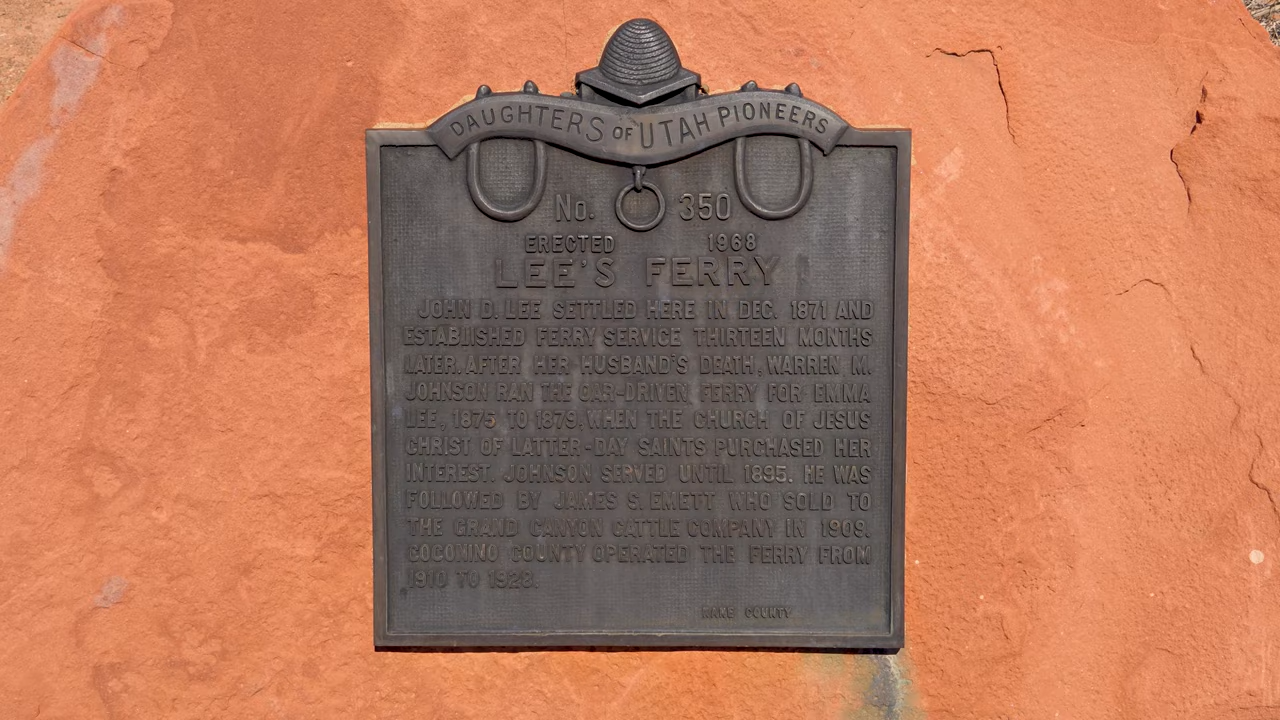 DAUGHTERS OF UTAH PIONEERS
No. 350
ERECTED 1968
LEE'S FERRY
JOHN D. LEE SETTLED HERE IN DEC. 1871 AND
ESTABLISHED FERRY SERVICE THIRTEEN MONTHS
LATER. AFTER HER HUSBAND'S DEATH, WARREN M.
JOHNSON RAN THE OAR-DRIVEN FERRY FOR EMMA
LEE, 1875 TO 1879. WHEN THE CHURCH OF JESUS
CHRIST OF LATTER-DAY SAINTS PURCHASED HER
INTEREST. JOHNSON SERVED UNTIL 1895. HE WAS
FOLLOWED BY JAMES S. EMETT WHO SOLD TO
THE GRAND CANYON CATTLE COMPANY IN 1909.
COCONINO COUNTY OPERATED THE FERRY FROM
1910 TO 1928.
KANE COUNTY